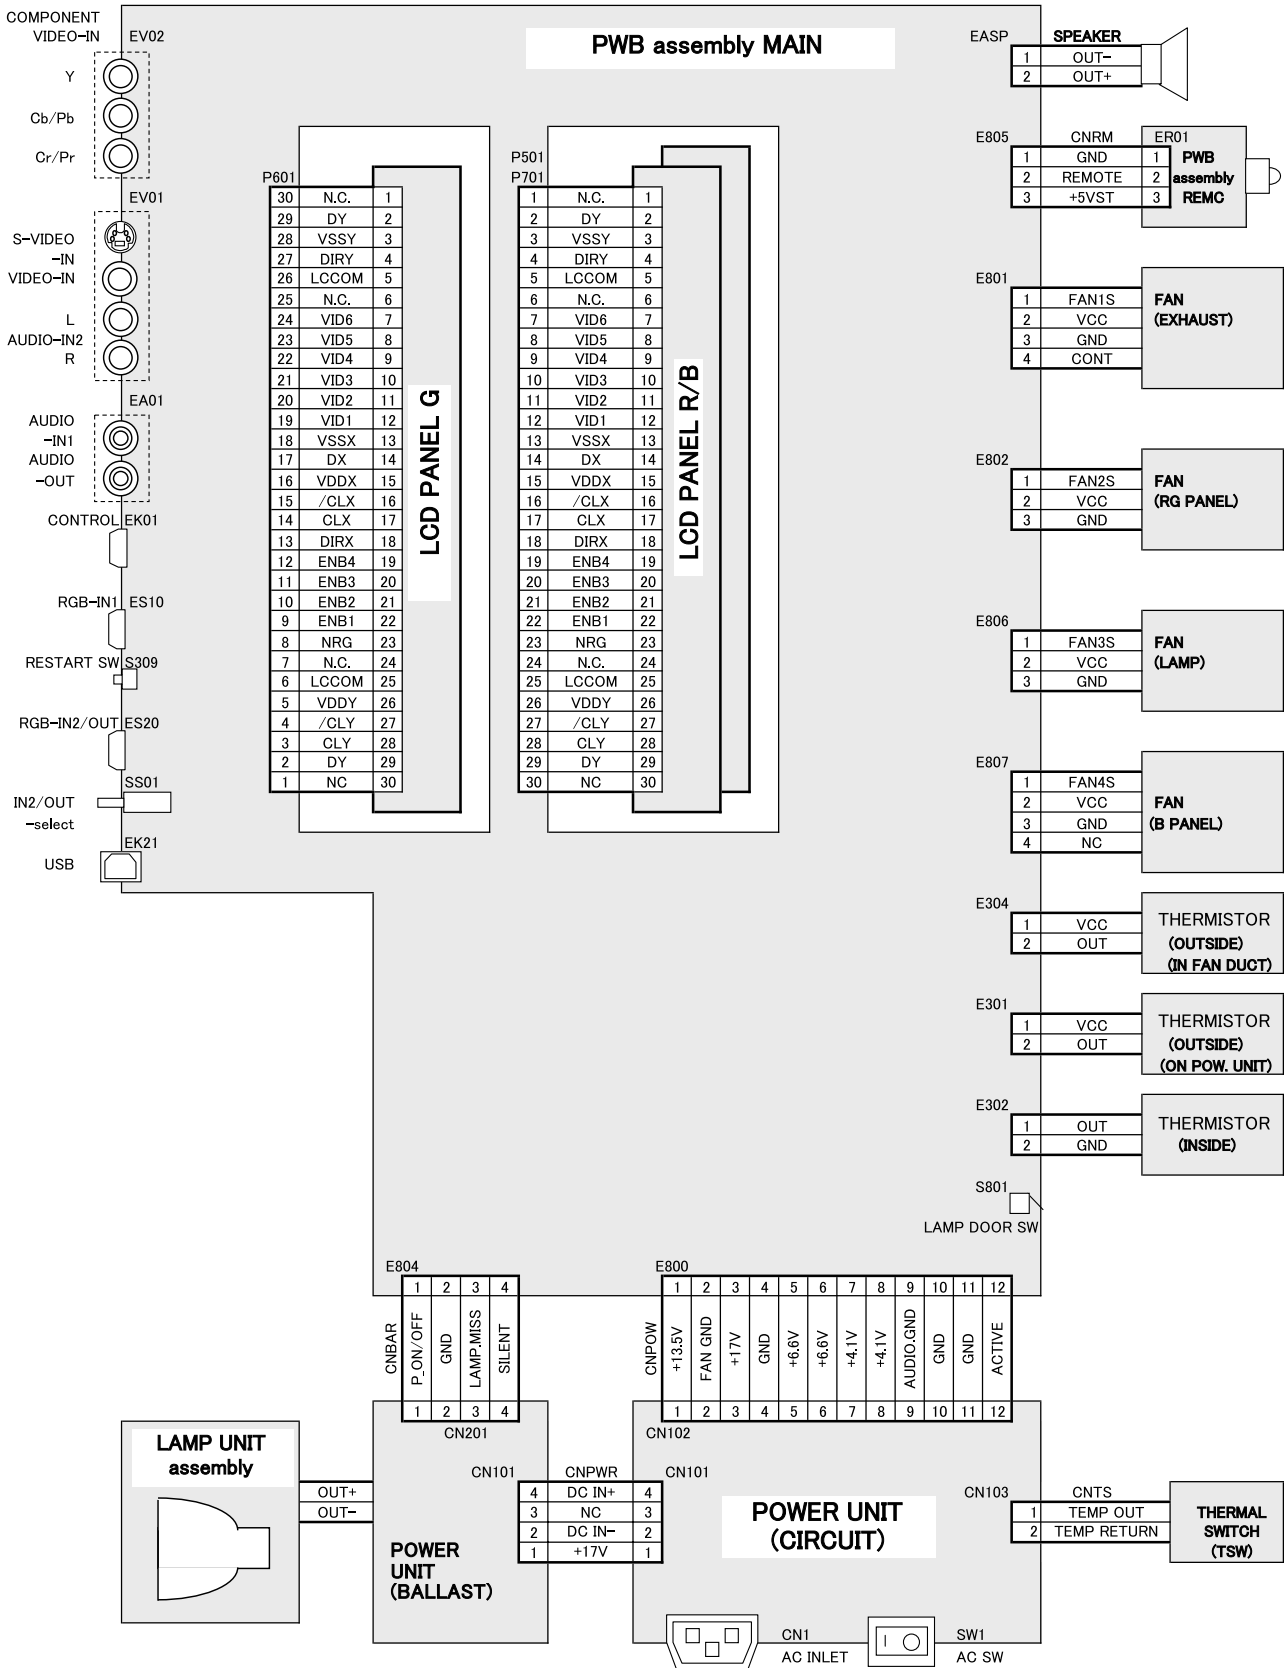 PWB assembly MAIN
COMPONENT
VIDEO-IN EV02
Y
Cb/Pb
Cr/Pr
EV01
S-VIDEO
-IN
VIDEO-IN
L
AUDIO-IN2
R
EA01
AUDIO
-IN1
AUDIO
-OUT
CONTROL EK01
RGB-IN1 ES10
RESTART SW S309
RGB-IN2/OUT ES20
SS01
IN2/OUT
-select
EK21
USB
P601
30 N.C. 1
29 DY 2
28 VSSY 3
27 DIRY 4
26 LCCOM 5
25 N.C. 6
24 VID6 7
23 VID5 8
22 VID4 9
21 VID3 10
20 VID2 11
19 VID1 12
18 VSSX 13
17 DX 14
16 VDDX 15
15 /CLX 16
14 CLX 17
13 DIRX 18
12 ENB4 19
11 ENB3 20
10 ENB2 21
9 ENB1 22
8 NRG 23
7 N.C. 24
6 LCCOM 25
5 VDDY 26
4 /CLY 27
3 CLY 28
2 DY 29
1 NC 30
LCD PANEL G
P501
P701
1 N.C. 1
2 DY 2
3 VSSY 3
4 DIRY 4
5 LCCOM 5
6 N.C. 6
7 VID6 7
8 VID5 8
9 VID4 9
10 VID3 10
11 VID2 11
12 VID1 12
13 VSSX 13
14 DX 14
15 VDDX 15
16 /CLX 16
17 CLX 17
18 DIRX 18
19 ENB4 19
20 ENB3 20
21 ENB2 21
22 ENB1 22
23 NRG 23
24 N.C. 24
25 LCCOM 25
26 VDDY 26
27 /CLY 27
28 CLY 28
29 DY 29
30 NC 30
LCD PANEL R/B
EASP SPEAKER
1 OUT-
2 OUT+
E805 CNRM ER01
1 GND 1
2 REMOTE 2
3 +5VST 3
PWB
assembly
REMC
E801
1 FAN1S
2 VCC
3 GND
4 CONT
FAN
(EXHAUST)
E802
1 FAN2S
2 VCC
3 GND
FAN
(RG PANEL)
E806
1 FAN3S
2 VCC
3 GND
FAN
(LAMP)
E807
1 FAN4S
2 VCC
3 GND
4 NC
FAN
(B PANEL)
E304
1 VCC
2 OUT
THERMISTOR
(OUTSIDE)
(IN FAN DUCT)
E301
1 VCC
2 OUT
THERMISTOR
(OUTSIDE)
(ON POW. UNIT)
E302
1 OUT
2 GND
THERMISTOR
(INSIDE)
S801
LAMP DOOR SW
E804
1 2 3 4
CNBAR
P_ON/OFF
GND
LAMP.MISS
SILENT
1 2 3 4
CN201
E800
1 2 3 4 5 6 7 8 9 10 11 12
CNPOW
+13.5V
FAN GND
+17V
GND
+6.6V
+6.6V
+4.1V
+4.1V
AUDIO.GND
GND
GND
ACTIVE
1 2 3 4 5 6 7 8 9 10 11 12
CN102
LAMP UNIT
assembly
OUT+
OUT-
POWER
UNIT
(BALLAST)
CN101 CNPWR CN101
4 DC IN+ 4
3 NC 3
2 DC IN- 2
1 +17V 1
POWER UNIT
(CIRCUIT)
CN103 CNTS
1 TEMP OUT
2 TEMP RETURN
THERMAL
SWITCH
(TSW)
CN1
AC INLET
SW1
AC SW